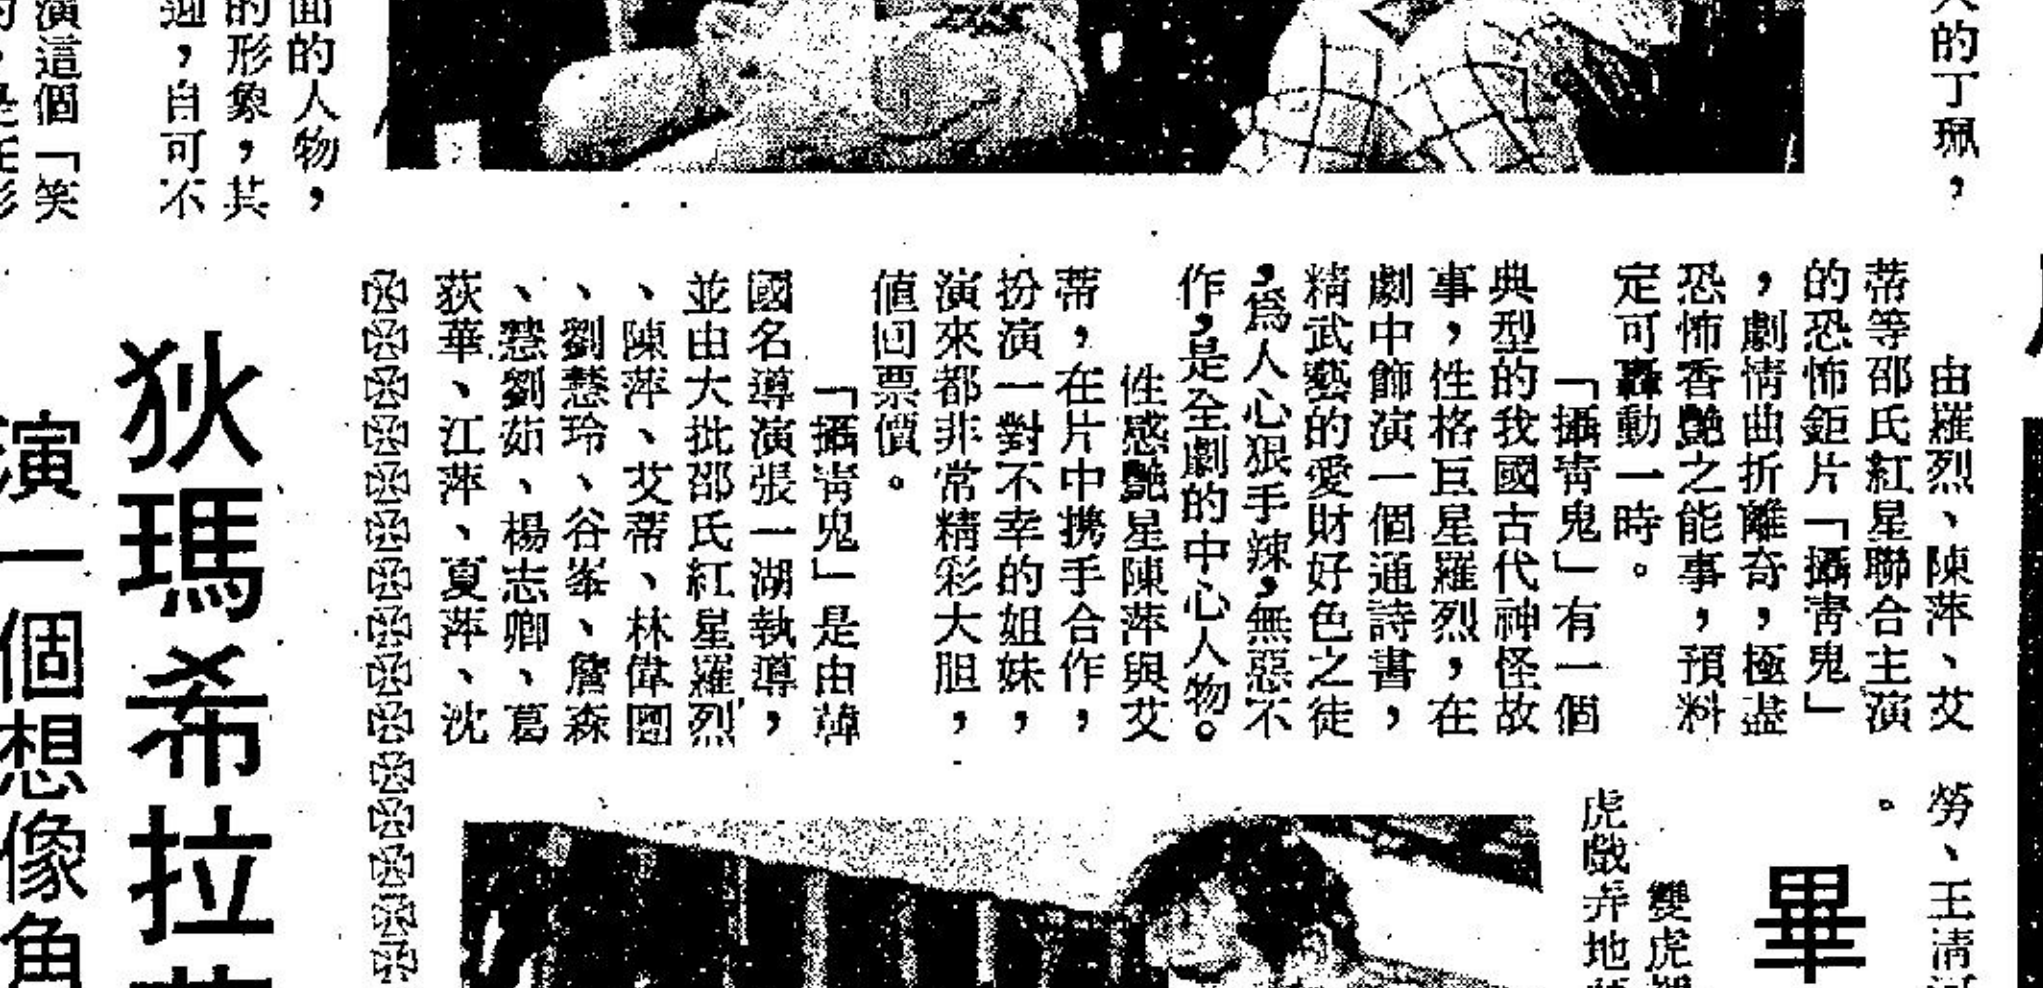 人的丁珮，
面的人物，
的形象，其
，自可不
演這個「笑
由羅烈、陳萍、艾
蒂等邵氏紅星聯合主演
的恐怖鉅片「攝青鬼」
，劇情曲折離奇，極盡
恐怖香艷之能事，預料
定可轟動一時。
「攝青鬼」有一個
典型的我國古代神怪故
事，性格巨星羅烈，在
劇中飾演一個通詩書，
精武藝的愛財好色之徒
，爲人心狠手辣，無惡不
作，是全劇的中心人物。
性感艷星陳萍與艾
蒂，在片中携手合作，
扮演一對不幸的姐妹，
演來都非常精彩大胆，
值回票價。
「攝青鬼」是由韓
國名導演張一湖執導，
並由大批邵氏紅星羅烈
、陳萍、艾蒂、林偉圖
、劉慧玲、谷峯、詹森
、慧劉茹、楊志卿、葛
荻華、江萍、夏萍、沈
勞、王清河
。
畢
雙虎
虎戲弄地
狄瑪希拉
演一個想像角